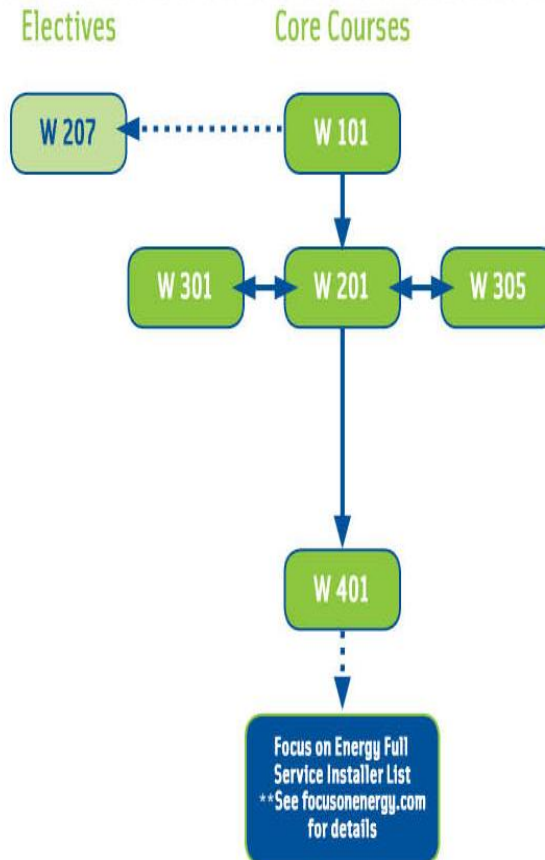 Electives
Core Courses
W 207
W 101
W 301
W 201
W 305
W 401
Focus on Energy Full
Service Installer List
**See focusonenergy.com
for details